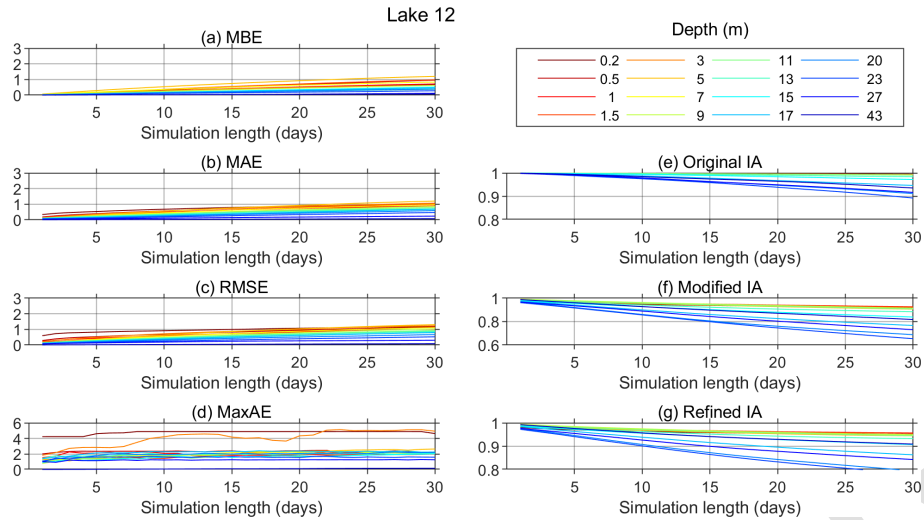 Lake 12
(a) MBE
3
2
1
0
5 10 15 20 25 30
Simulation length (days)
Depth (m)
0.2 3 11 20
0.5 5 13 23
1 7 15 27
1.5 9 17 43
(b) MAE
3
2
1
0
5 10 15 20 25 30
Simulation length (days)
(e) Original IA
1
0.9
0.8
5 10 15 20 25 30
Simulation length (days)
(c) RMSE
3
2
1
0
5 10 15 20 25 30
Simulation length (days)
(f) Modified IA
1
0.8
0.6
5 10 15 20 25 30
Simulation length (days)
(d) MaxAE
6
4
2
0
5 10 15 20 25 30
Simulation length (days)
(g) Refined IA
1
0.9
0.8
5 10 15 20 25 30
Simulation length (days)